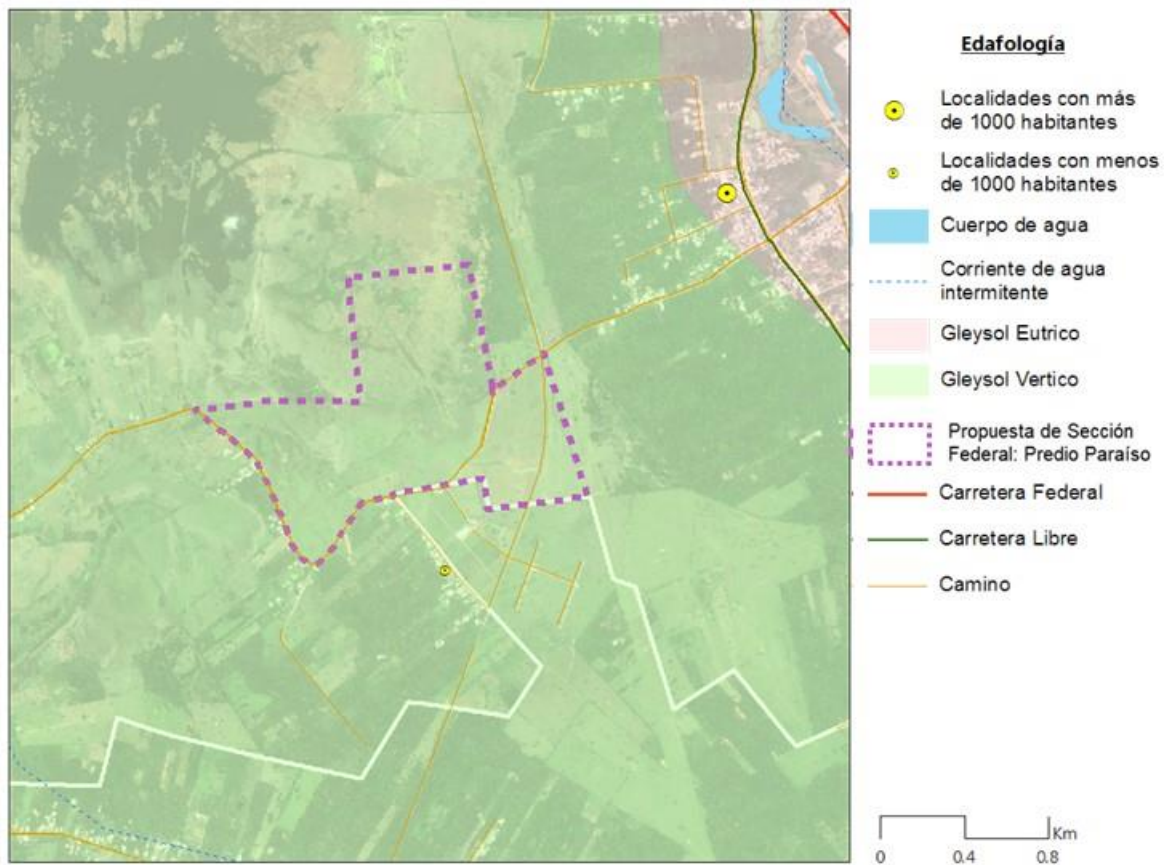 Edafología
Localidades con más
de 1000 habitantes
Localidades con menos
de 1000 habitantes
Cuerpo de agua
Corriente de agua
intermitente
Gleysol Eutrico
Gleysol Vertico
Propuesta de Sección
Federal: Predio Paraíso
Carretera Federal
Carretera Libre
Camino
Km
0 0.4 0.8